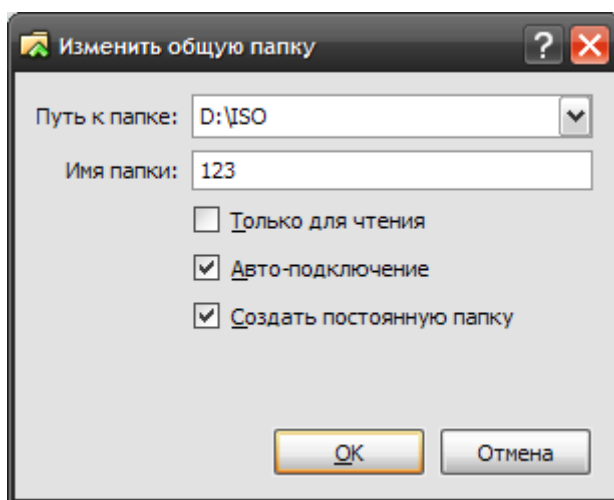 Изменить общую папку ?
Путь к папке: D:\ISO
Имя папки: 123
Только для чтения
Авто-подключение
Создать постоянную папку
OK Отмена